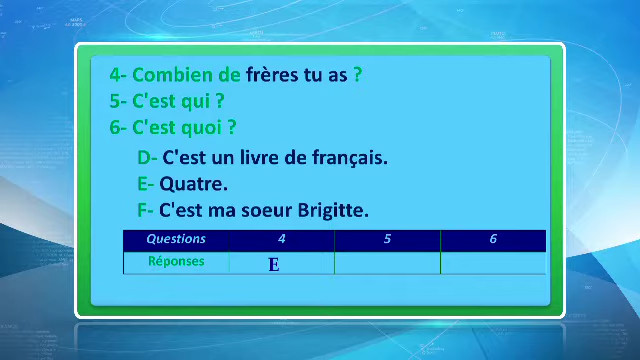 4- Combien de frères tu as ?
5- C'est qui ?
6- C'est quoi ?
D- C'est un livre de français.
E- Quatre.
F- C'est ma soeur Brigitte.
Questions 4 5 6
Réponses E